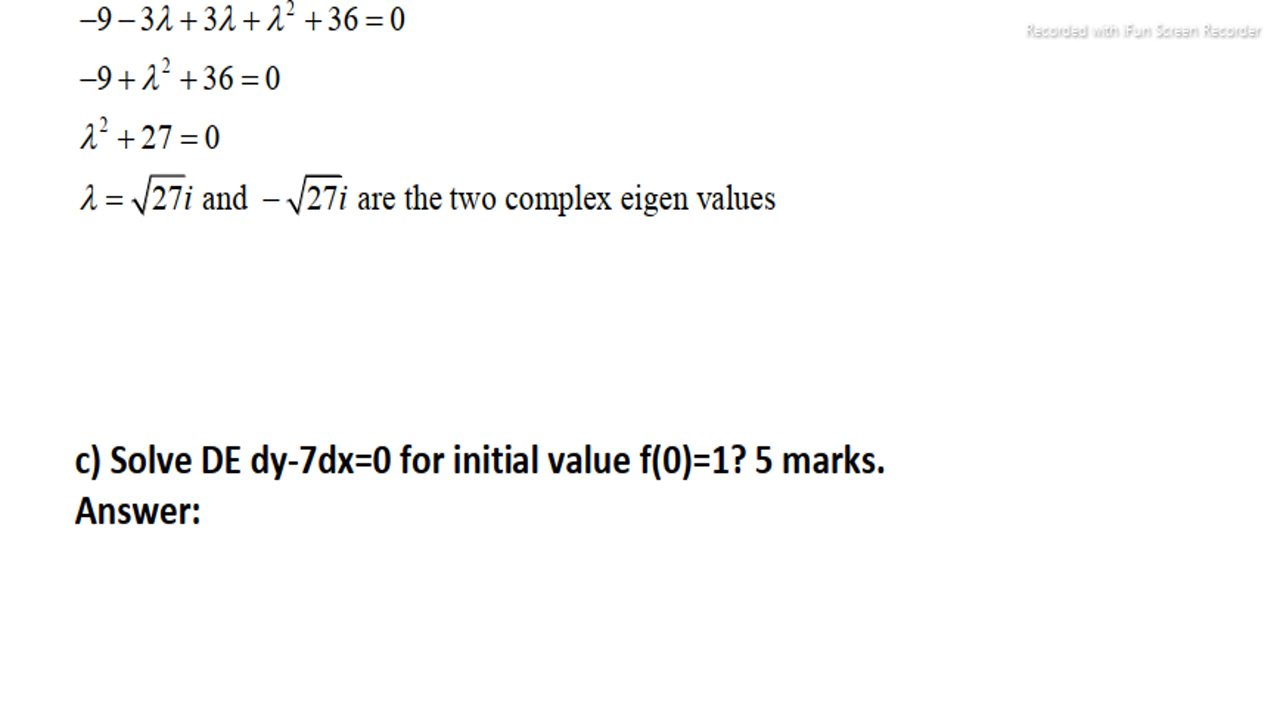 −9−3λ+3λ+λ²+36=0
Recorded with iFun Screen Recorder
−9+λ²+36=0
λ²+27=0
λ=√27i and −√27i are the two complex eigen values
c) Solve DE dy-7dx=0 for initial value f(0)=1? 5 marks.
Answer: